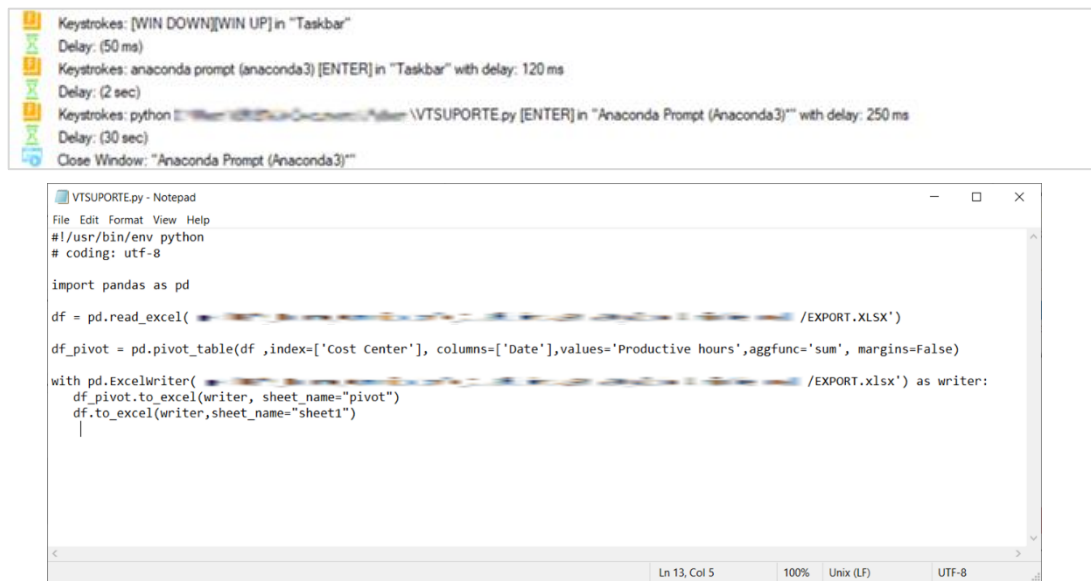 Keystrokes: [WIN DOWN][WIN UP] in "Taskbar"
Delay: (50 ms)
Keystrokes: anaconda prompt (anaconda3) [ENTER] in "Taskbar" with delay: 120 ms
Delay: (2 sec)
Keystrokes: python \VTSUPORTE.py [ENTER] in "Anaconda Prompt (Anaconda3)*" with delay: 250 ms
Delay: (30 sec)
Close Window: "Anaconda Prompt (Anaconda3)*"
VTSUPORTE.py - Notepad
File Edit Format View Help
#!/usr/bin/env python
# coding: utf-8
import pandas as pd
df = pd.read_excel( /EXPORT.XLSX')
df_pivot = pd.pivot_table(df ,index=['Cost Center'], columns=['Date'],values='Productive hours',aggfunc='sum', margins=False)
with pd.ExcelWriter( /EXPORT.xlsx') as writer:
df_pivot.to_excel(writer, sheet_name="pivot")
df.to_excel(writer,sheet_name="sheet1")
Ln 13, Col 5 100% Unix (LF) UTF-8